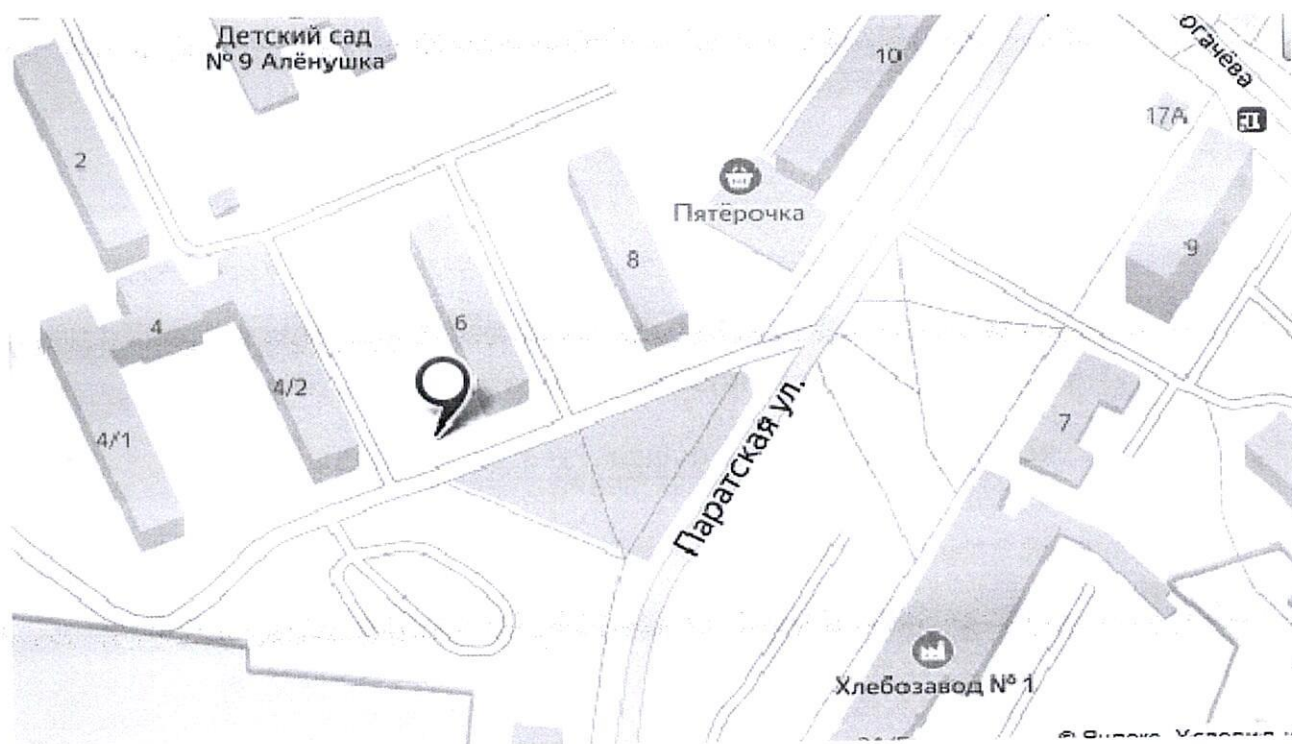 Детский сад
№ 9 Алёнушка
10
огачёва
17А
2
Пятёрочка
8
9
4
6
4/2
4/1
7
Паратская ул.
Хлебозавод № 1